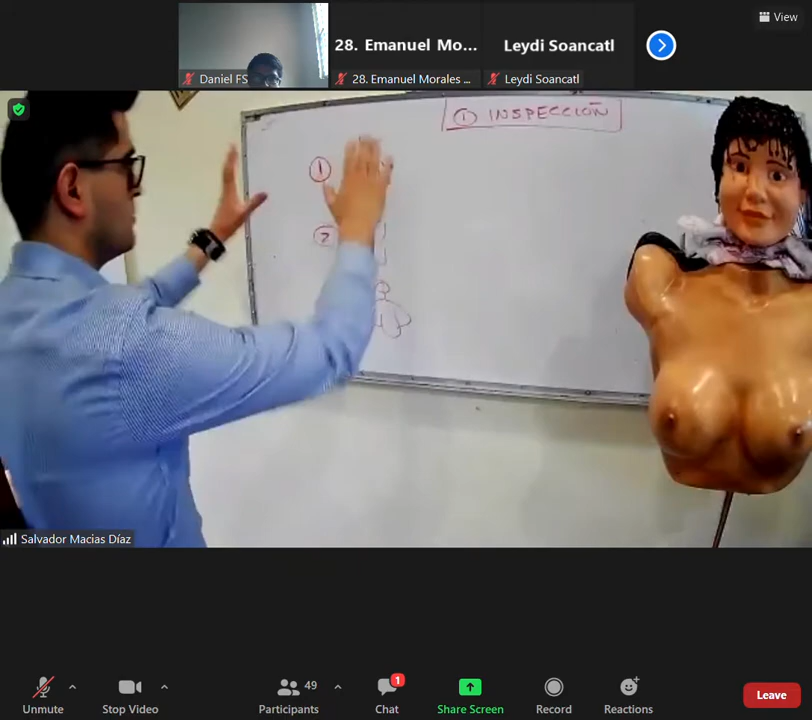 View
28. Emanuel Mo...
Leydi Soancatl
Daniel FS
28. Emanuel Morales ...
Leydi Soancatl
① INSPECCIÓN
①
②
Salvador Macias Díaz
49
1
Unmute
Stop Video
Participants
Chat
Share Screen
Record
Reactions
Leave